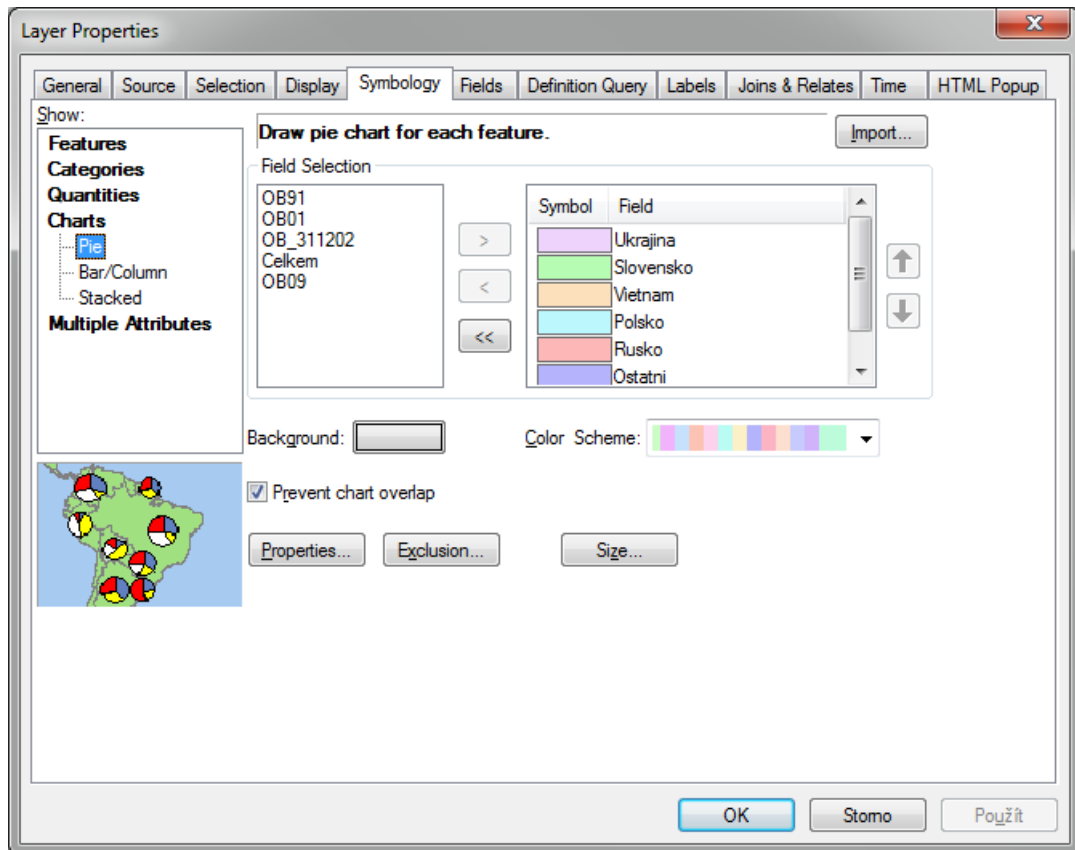 Layer Properties
General Source Selection Display Symbology Fields Definition Query Labels Joins & Relates Time HTML Popup
Show:
Features
Categories
Quantities
Charts
Pie
Bar/Column
Stacked
Multiple Attributes
Draw pie chart for each feature.
Import...
Field Selection
OB91
OB01
OB_311202
Celkem
OB09
>
<
<<
Symbol Field
Ukrajina
Slovensko
Vietnam
Polsko
Rusko
Ostatni
Background:
Color Scheme:
Prevent chart overlap
Properties... Exclusion... Size...
OK Storno Použít